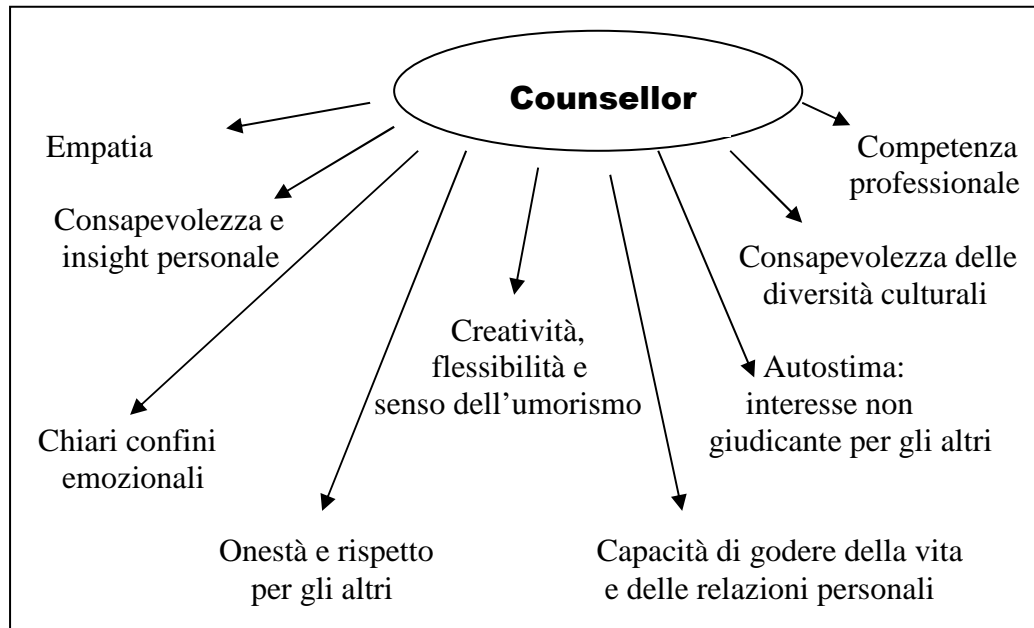 Counsellor
Empatia
Competenza
professionale
Consapevolezza e
insight personale
Consapevolezza delle
diversità culturali
Creatività,
flessibilità e
senso dell’umorismo
Autostima:
interesse non
giudicante per gli altri
Chiari confini
emozionali
Onestà e rispetto
per gli altri
Capacità di godere della vita
e delle relazioni personali